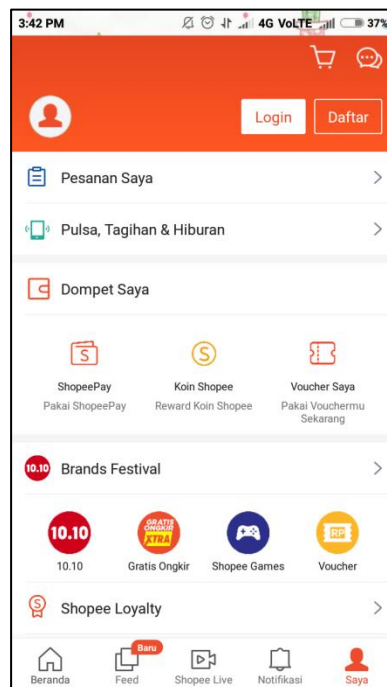 3:42 PM 4G VoLTE 37%
Login Daftar
Pesanan Saya
Pulsa, Tagihan & Hiburan
Dompet Saya
S S S
ShopeePay Koin Shopee Voucher Saya
Pakai ShopeePay Reward Koin Shopee Pakai Vouchermu
Sekarang
10.10 Brands Festival
10.10 GRATIS ONGKIR XTRA RP
10.10 Gratis Ongkir Shopee Games Voucher
S Shopee Loyalty
Baru
Beranda Feed Shopee Live Notifikasi Saya